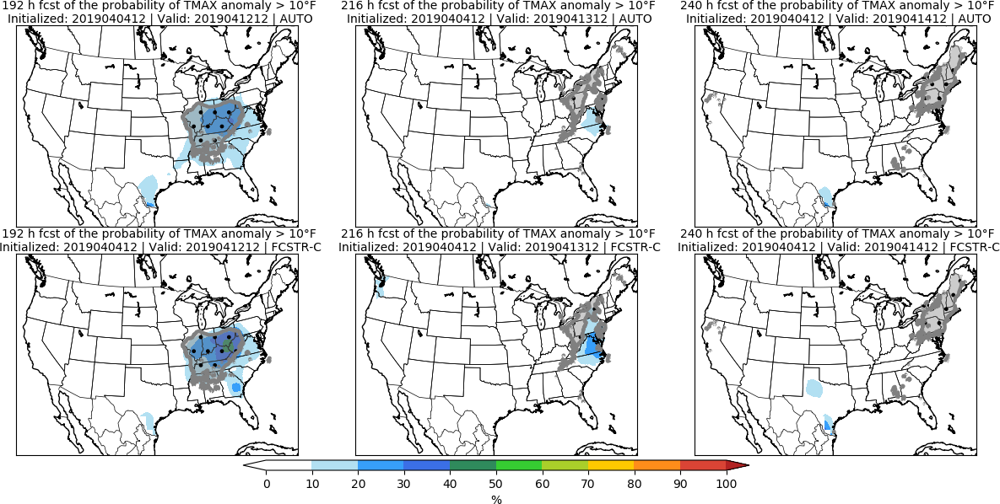 192 h fcst of the probability of TMAX anomaly > 10°F
Initialized: 2019040412 | Valid: 2019041212 | AUTO
216 h fcst of the probability of TMAX anomaly > 10°F
Initialized: 2019040412 | Valid: 2019041312 | AUTO
240 h fcst of the probability of TMAX anomaly > 10°F
Initialized: 2019040412 | Valid: 2019041412 | AUTO
192 h fcst of the probability of TMAX anomaly > 10°F
Initialized: 2019040412 | Valid: 2019041212 | FCSTR-C
216 h fcst of the probability of TMAX anomaly > 10°F
Initialized: 2019040412 | Valid: 2019041312 | FCSTR-C
240 h fcst of the probability of TMAX anomaly > 10°F
Initialized: 2019040412 | Valid: 2019041412 | FCSTR-C
0 10 20 30 40 50 60 70 80 90 100
%